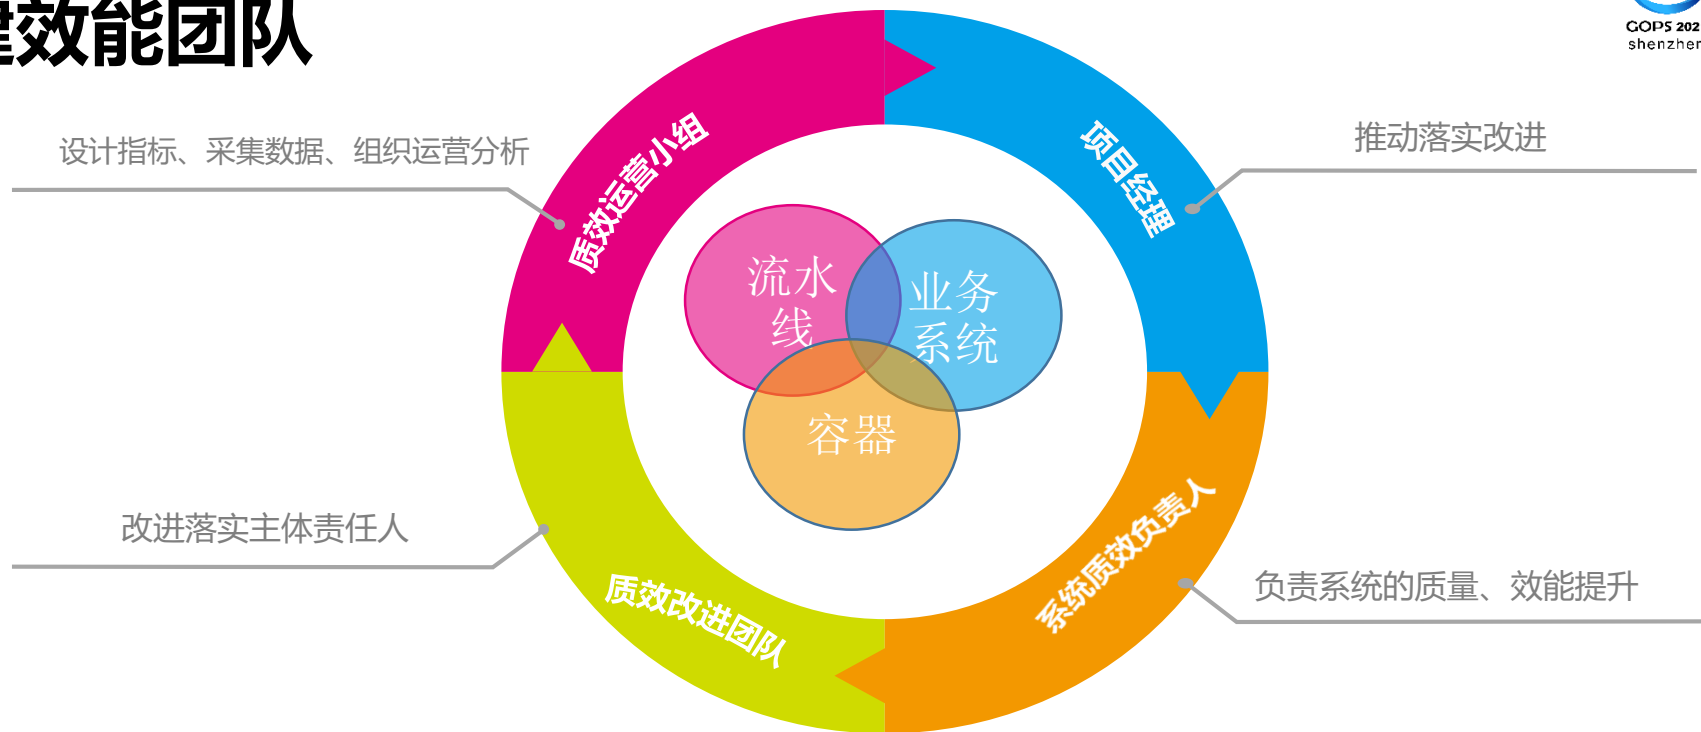 建效能团队
GOPS 202
shenzhen
设计指标、采集数据、组织运营分析
推动落实改进
质效运营小组
项目经理
流水
线
业务
系统
容器
改进落实主体责任人
负责系统的质量、效能提升
质效改进团队
系统质效负责人